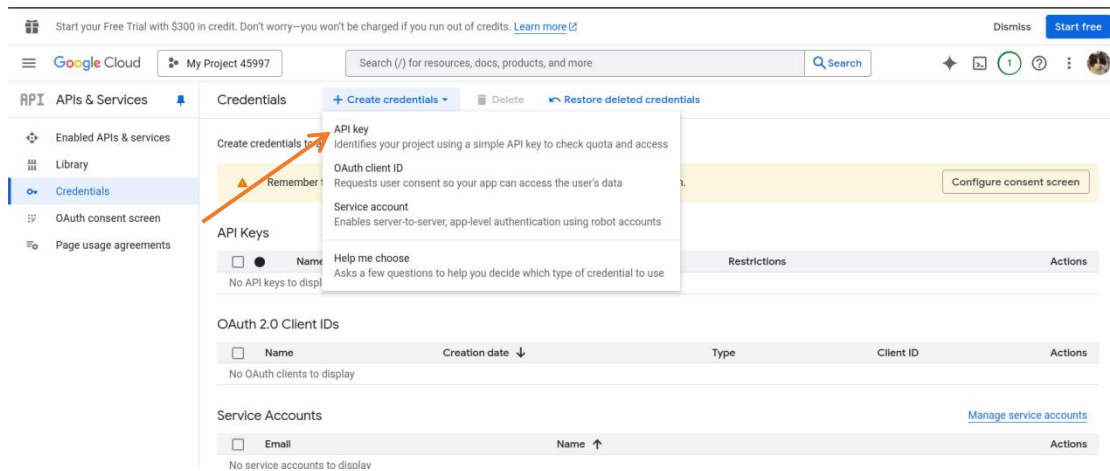 Start your Free Trial with $300 in credit. Don't worry—you won't be charged if you run out of credits. Learn more
Dismiss
Start free
Google Cloud
My Project 45997
Search (/) for resources, docs, products, and more
Search
1
API APIs & Services
Credentials
+ Create credentials
Delete
Restore deleted credentials
Enabled APIs & services
Library
Credentials
OAuth consent screen
Page usage agreements
Create credentials to a
API key
Identifies your project using a simple API key to check quota and access
OAuth client ID
Requests user consent so your app can access the user's data
Service account
Enables server-to-server, app-level authentication using robot accounts
Help me choose
Asks a few questions to help you decide which type of credential to use
Remember
Configure consent screen
API Keys
Name
Restrictions
Actions
No API keys to displ
OAuth 2.0 Client IDs
Name
Creation date
Type
Client ID
Actions
No OAuth clients to display
Service Accounts
Manage service accounts
Email
Name
Actions
No service accounts to display